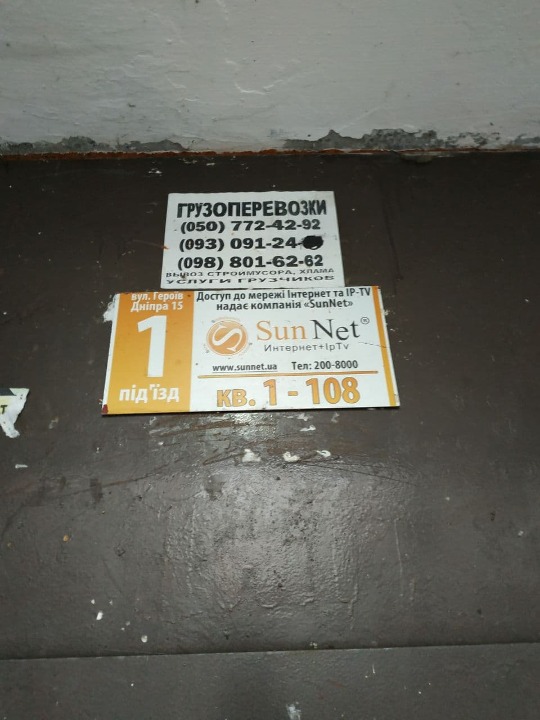 ГРУЗОПЕРЕВОЗКИ
(050) 772-42-92
(093) 091-24-
(098) 801-62-62
ВЫВОЗ СТРОЙМУСОРА, ХЛАМА
УСЛУГИ ГРУЗЧИКОВ
вул. Героїв
Дніпра 15
1
під'їзд
Доступ до мережі Інтернет та IP-TV
надає компанія «SunNet»
Sun Net®
Интернет+IpTv
www.sunnet.ua Тел: 200-8000
кв. 1 - 108